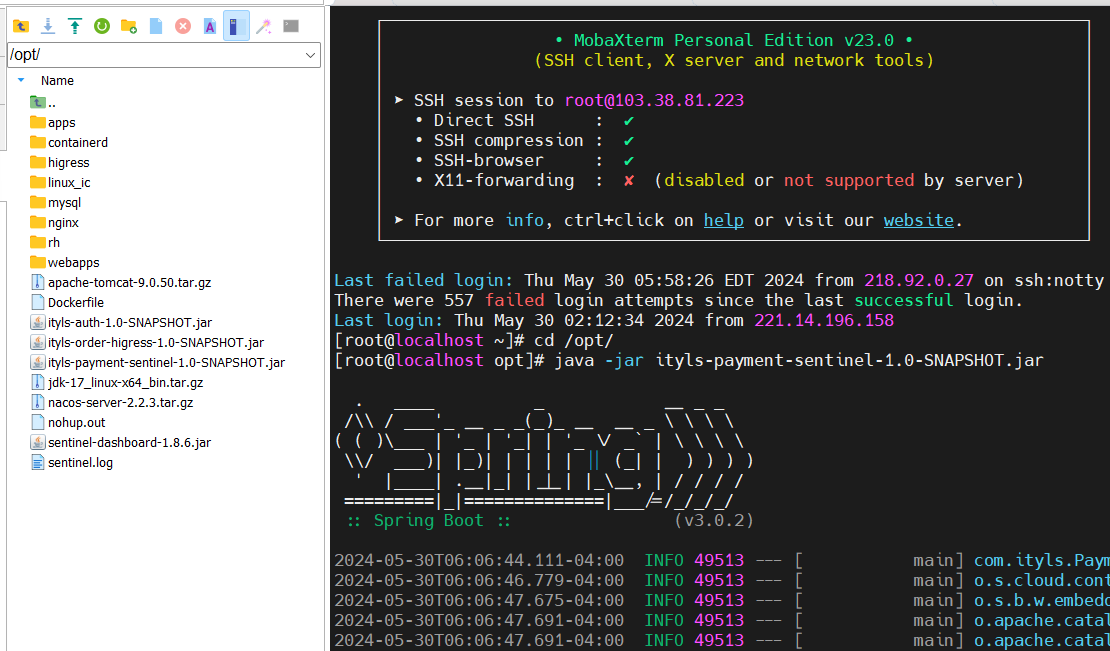 /opt/
Name
..
apps
containerd
higress
linux_ic
mysql
nginx
rh
webapps
apache-tomcat-9.0.50.tar.gz
Dockerfile
ityls-auth-1.0-SNAPSHOT.jar
ityls-order-higress-1.0-SNAPSHOT.jar
ityls-payment-sentinel-1.0-SNAPSHOT.jar
jdk-17_linux-x64_bin.tar.gz
nacos-server-2.2.3.tar.gz
nohup.out
sentinel-dashboard-1.8.6.jar
sentinel.log
• MobaXterm Personal Edition v23.0 •
(SSH client, X server and network tools)
➤ SSH session to root@103.38.81.223
• Direct SSH : ✔
• SSH compression : ✔
• SSH-browser : ✔
• X11-forwarding : ✘ (disabled or not supported by server)
➤ For more info, ctrl+click on help or visit our website.
Last failed login: Thu May 30 05:58:26 EDT 2024 from 218.92.0.27 on ssh:notty
There were 557 failed login attempts since the last successful login.
Last login: Thu May 30 02:12:34 2024 from 221.14.196.158
[root@localhost ~]# cd /opt/
[root@localhost opt]# java -jar ityls-payment-sentinel-1.0-SNAPSHOT.jar
Spring
:: Spring Boot :: (v3.0.2)
2024-05-30T06:06:44.111-04:00 INFO 49513 --- [ main] com.ityls.Paym
2024-05-30T06:06:46.779-04:00 INFO 49513 --- [ main] o.s.cloud.cont
2024-05-30T06:06:47.675-04:00 INFO 49513 --- [ main] o.s.b.w.embedd
2024-05-30T06:06:47.691-04:00 INFO 49513 --- [ main] o.apache.catal
2024-05-30T06:06:47.691-04:00 INFO 49513 --- [ main] o.apache.catal